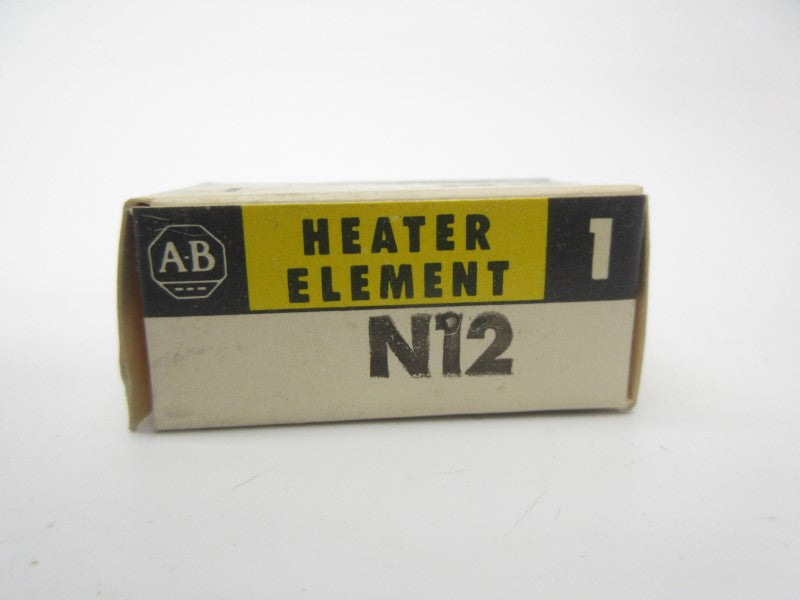 A-B
HEATER
ELEMENT
1
N12